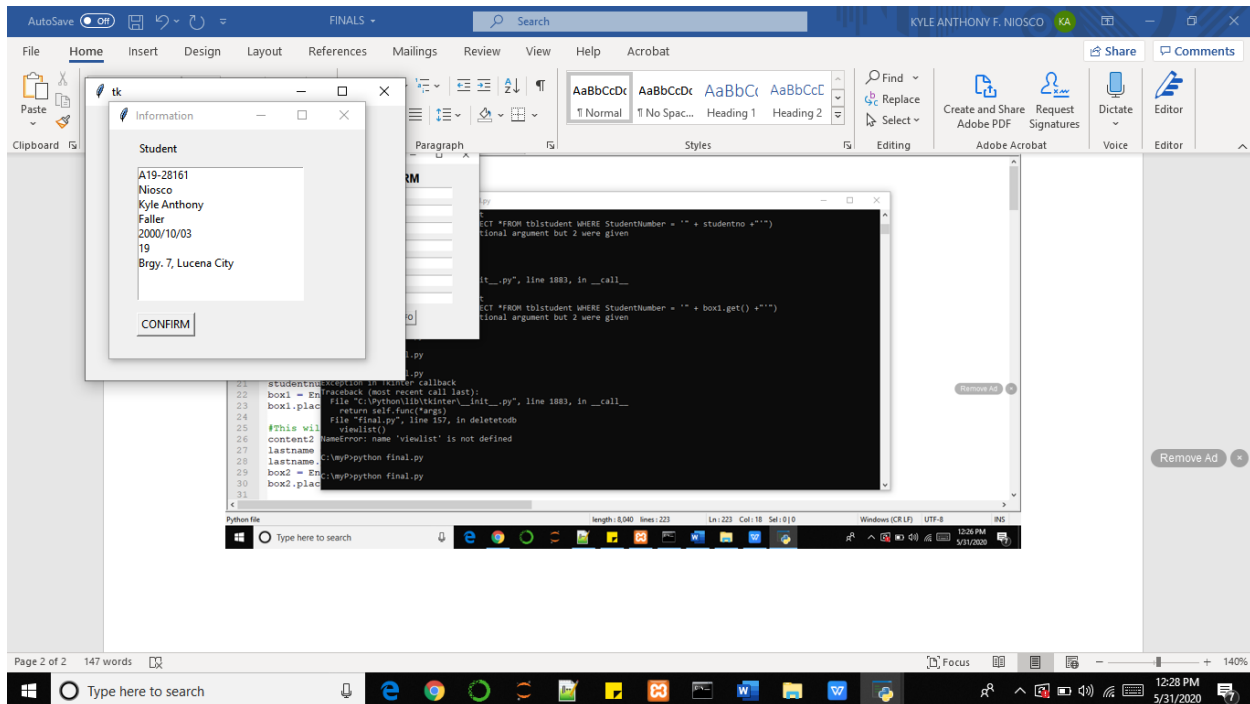 AutoSave Off FINALS Search KYLE ANTHONY F. NIOSCO KA
File Home Insert Design Layout References Mailings Review View Help Acrobat Share Comments
Paste
Clipboard
AaBbCcDc AaBbCcDc AaBbCc AaBbCcE
¶ Normal ¶ No Spac... Heading 1 Heading 2
Paragraph Styles
Find
Replace
Select
Editing
Create and Share Adobe PDF
Request Signatures
Adobe Acrobat
Dictate
Voice
Editor
Editor
tk
Information
Student
A19-28161
Niosco
Kyle Anthony
Faller
2000/10/03
19
Brgy. 7, Lucena City
CONFIRM
RM
ECT *FROM tblstudent WHERE StudentNumber = '" + studentno +"'")
tional argument but 2 were given
it__.py", line 1883, in __call__
ECT *FROM tblstudent WHERE StudentNumber = '" + box1.get() +"'")
tional argument but 2 were given
l.py
l.py
Exception in Tkinter callback
Traceback (most recent call last):
File "C:\Python\lib\tkinter\__init__.py", line 1883, in __call__
return self.func(*args)
File "final.py", line 157, in deletetodb
viewlist()
NameError: name 'viewlist' is not defined
C:\myP>python final.py
C:\myP>python final.py
21 studentnu
22 box1 = En
23 box1.plac
24
25 #This wil
26 content2
27 lastname
28 lastname.
29 box2 = En
30 box2.plac
31
Remove Ad
Remove Ad
Python file length : 8,040 lines : 223 Ln : 223 Col : 18 Sel : 0 | 0 Windows (CR LF) UTF-8 INS
Type here to search 12:26 PM
5/31/2020
Page 2 of 2 147 words Focus 140%
Type here to search 12:28 PM
5/31/2020